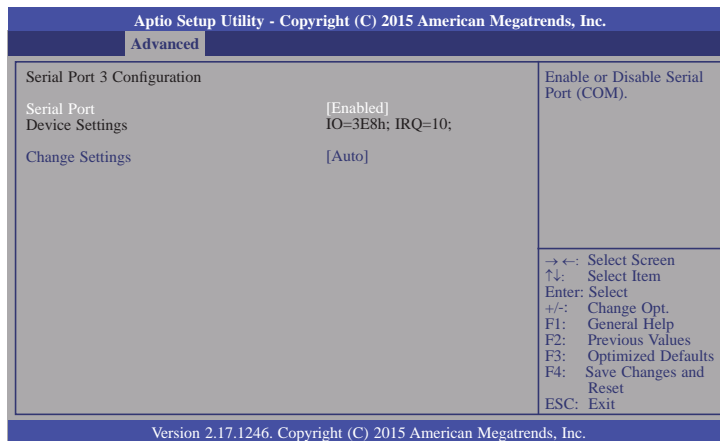 Aptio Setup Utility - Copyright (C) 2015 American Megatrends, Inc.
Advanced
Serial Port 3 Configuration
Serial Port [Enabled]
Device Settings IO=3E8h; IRQ=10;
Change Settings [Auto]
Enable or Disable Serial
Port (COM).
→←: Select Screen
↑↓: Select Item
Enter: Select
+/-: Change Opt.
F1: General Help
F2: Previous Values
F3: Optimized Defaults
F4: Save Changes and
Reset
ESC: Exit
Version 2.17.1246. Copyright (C) 2015 American Megatrends, Inc.